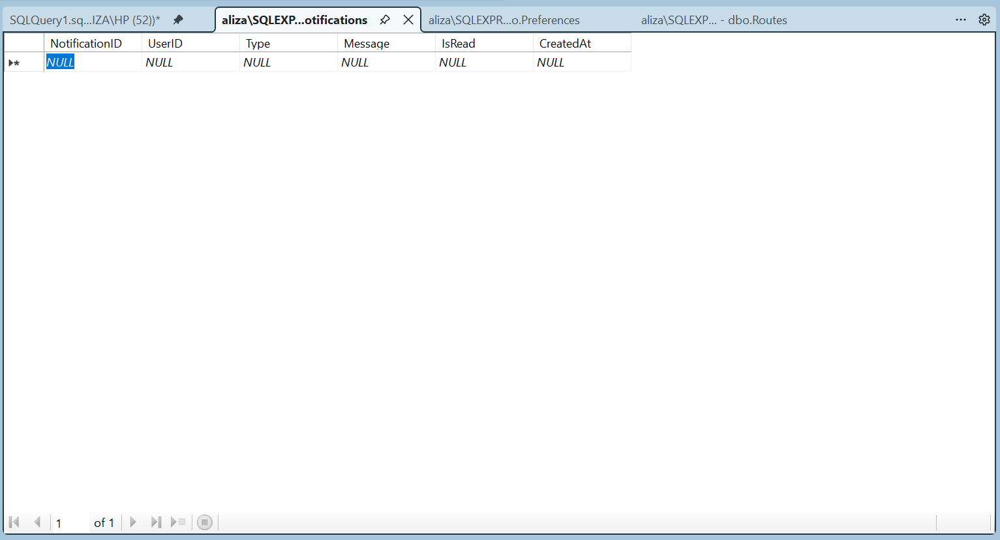 SQLQuery1.sq...IZA\HP (52))* aliza\SQLEXP...otifications aliza\SQLEXPR...o.Preferences aliza\SQLEXP... - dbo.Routes
NotificationID UserID Type Message IsRead CreatedAt
NULL NULL NULL NULL NULL NULL
1 of 1